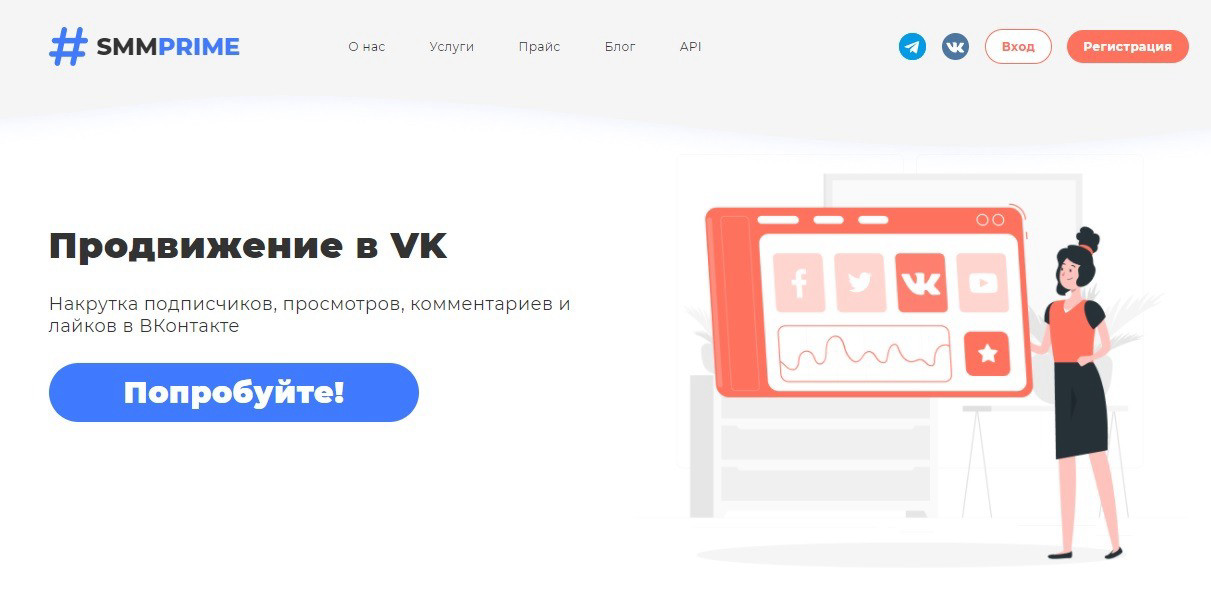 SMMPRIME
О нас
Услуги
Прайс
Блог
API
Вход
Регистрация
Продвижение в VK
Накрутка подписчиков, просмотров, комментариев и
лайков в ВКонтакте
Попробуйте!